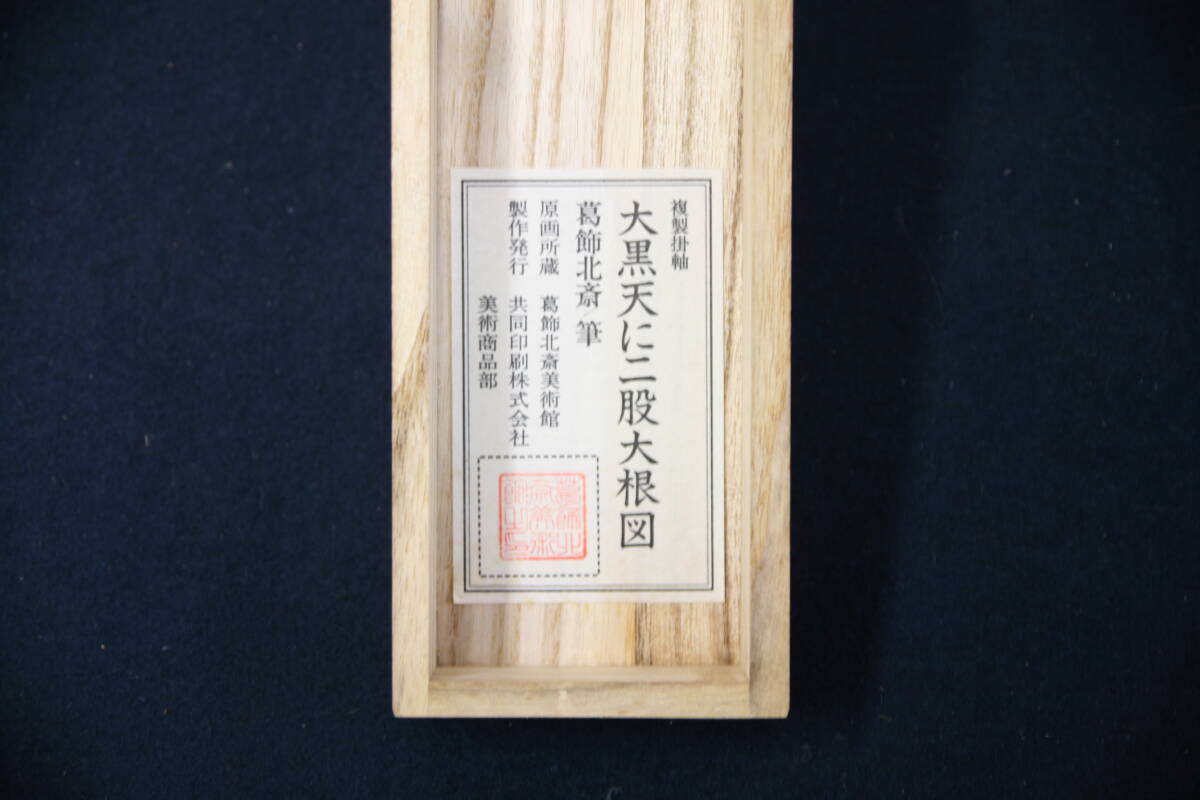 複製掛軸
大黒天に二股大根図
葛飾北斎/筆
原画所蔵 葛飾北斎美術館
製作発行 共同印刷株式会社
美術商品部